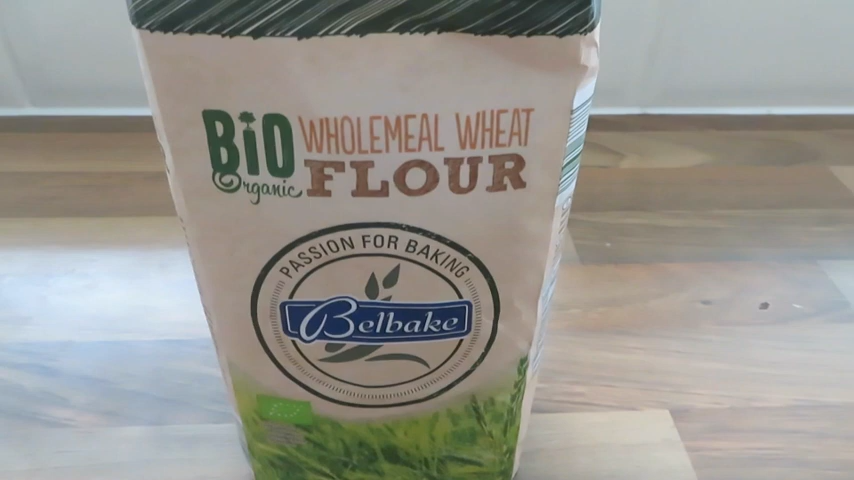 BiO WHOLEMEAL WHEAT
Organic FLOUR
PASSION FOR BAKING
Belbake